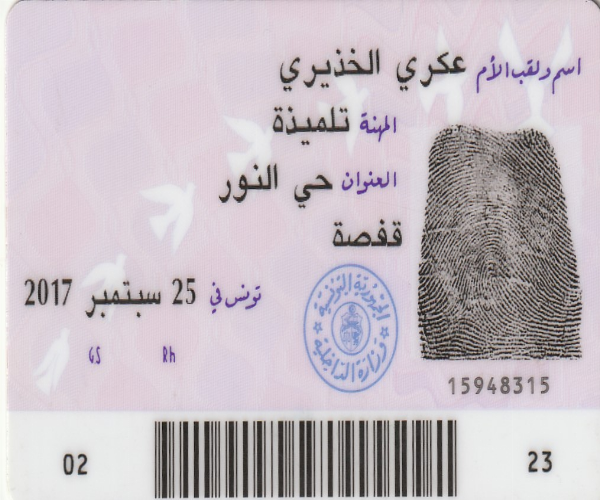 اسم ولقب الأم عكري الخذيري
المهنة تلميذة
العنوان حي النور
قفصة
تونس في 25 سبتمبر 2017
GS Rh
الجمهورية التونسية
وزارة الداخلية
15948315
02 23